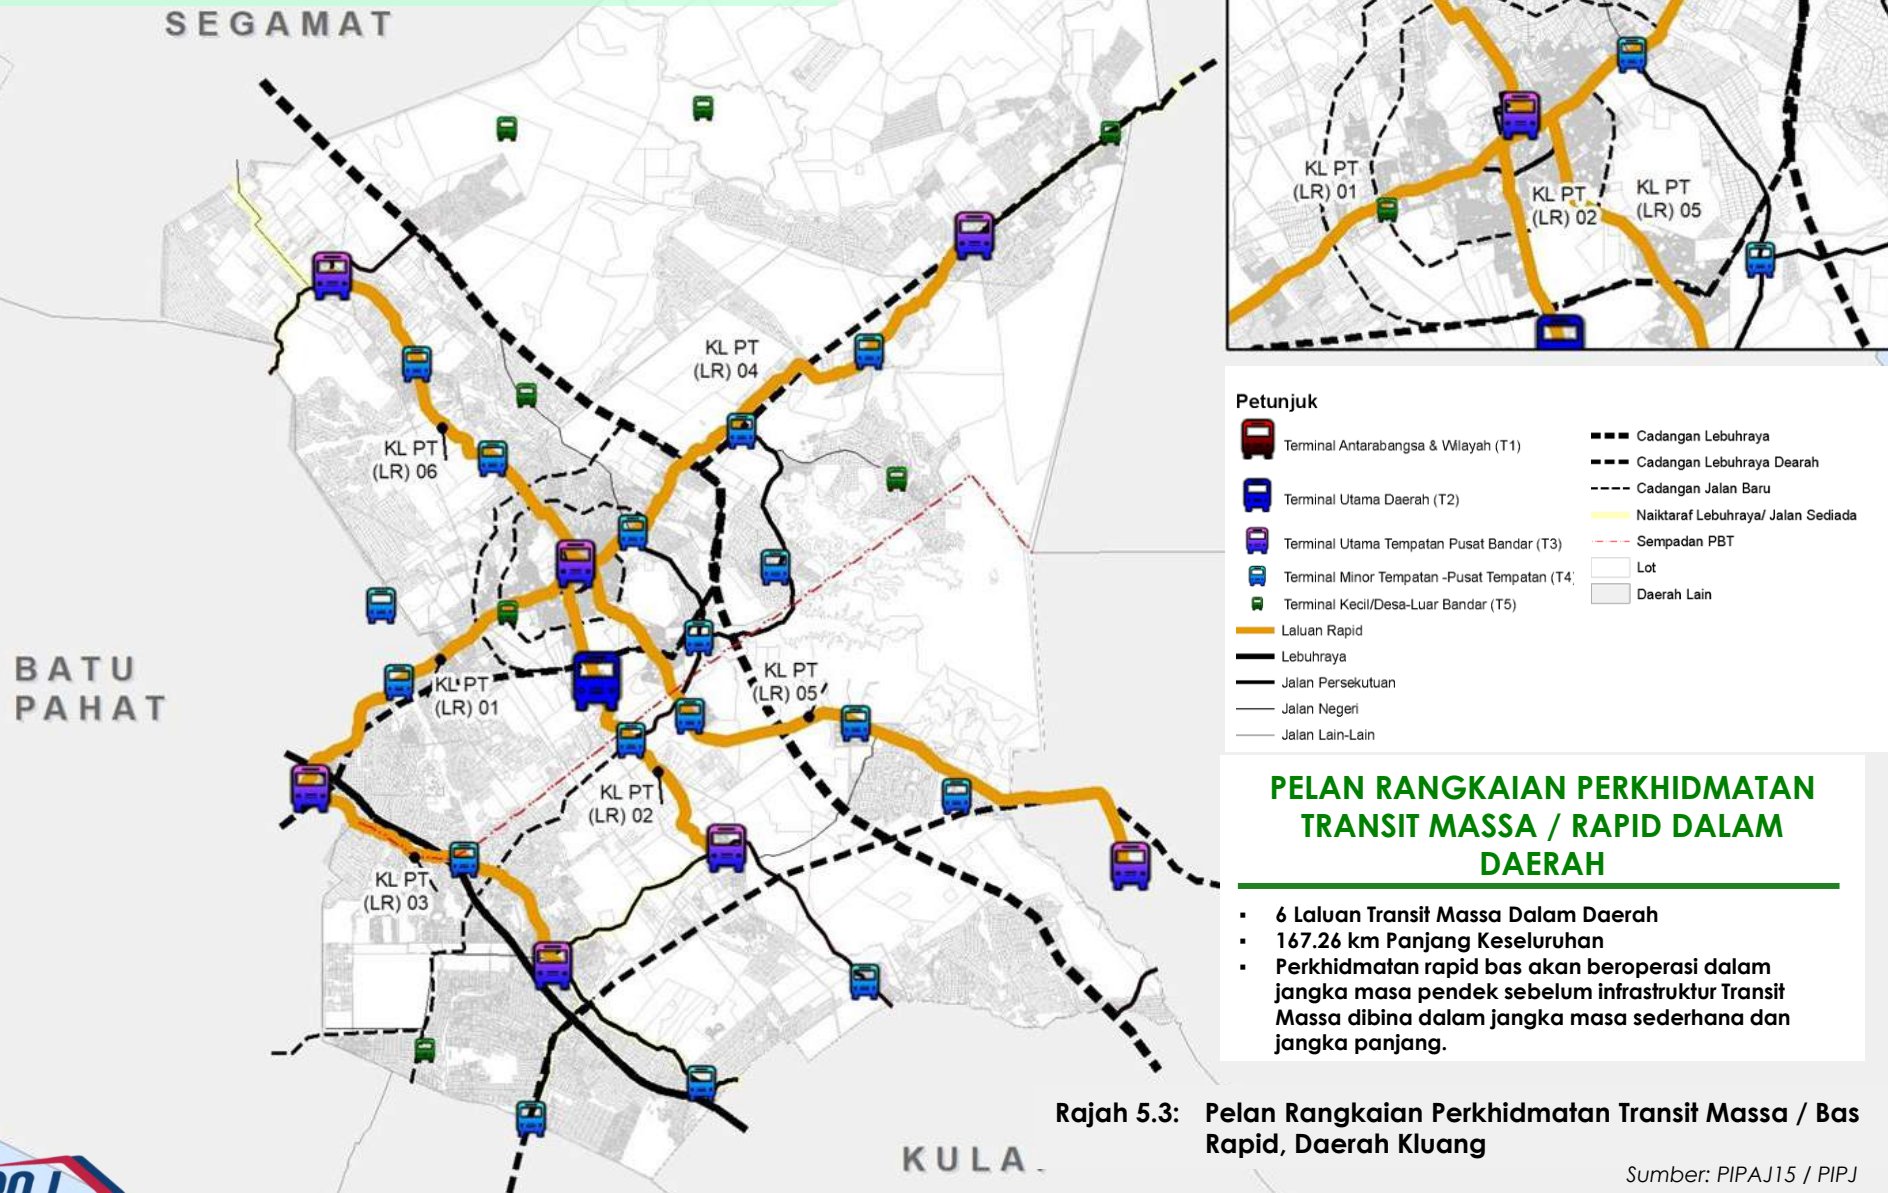 SEGAMAT
KL PT
(LR) 04
KL PT
(LR) 06
BATU
PAHAT
KL PT
(LR) 01
KL PT
(LR) 05
KL PT
(LR) 02
KL PT
(LR) 03
KULA
KL PT
(LR) 01
KL PT
(LR) 02
KL PT
(LR) 05
Petunjuk
Terminal Antarabangsa & Wilayah (T1)
Terminal Utama Daerah (T2)
Terminal Utama Tempatan Pusat Bandar (T3)
Terminal Minor Tempatan -Pusat Tempatan (T4
Terminal Kecil/Desa-Luar Bandar (T5)
Laluan Rapid
Lebuhraya
Jalan Persekutuan
Jalan Negeri
Jalan Lain-Lain
Cadangan Lebuhraya
Cadangan Lebuhraya Dearah
Cadangan Jalan Baru
Naiktaraf Lebuhraya/ Jalan Sediada
Sempadan PBT
Lot
Daerah Lain
PELAN RANGKAIAN PERKHIDMATAN
TRANSIT MASSA / RAPID DALAM
DAERAH
▪ 6 Laluan Transit Massa Dalam Daerah
▪ 167.26 km Panjang Keseluruhan
▪ Perkhidmatan rapid bas akan beroperasi dalam
jangka masa pendek sebelum infrastruktur Transit
Massa dibina dalam jangka masa sederhana dan
jangka panjang.
Rajah 5.3: Pelan Rangkaian Perkhidmatan Transit Massa / Bas
Rapid, Daerah Kluang
Sumber: PIPAJ15 / PIPJ